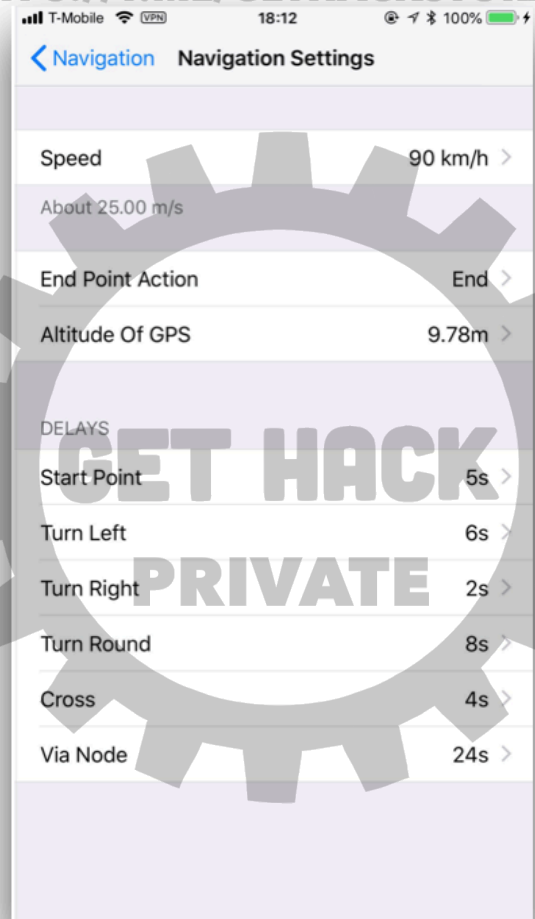 T-Mobile VPN 18:12 100%
Navigation Navigation Settings
Speed 90 km/h
About 25.00 m/s
End Point Action End
Altitude Of GPS 9.78m
DELAYS
GET HACK
Start Point 5s
Turn Left 6s
PRIVATE
Turn Right 2s
Turn Round 8s
Cross 4s
Via Node 24s